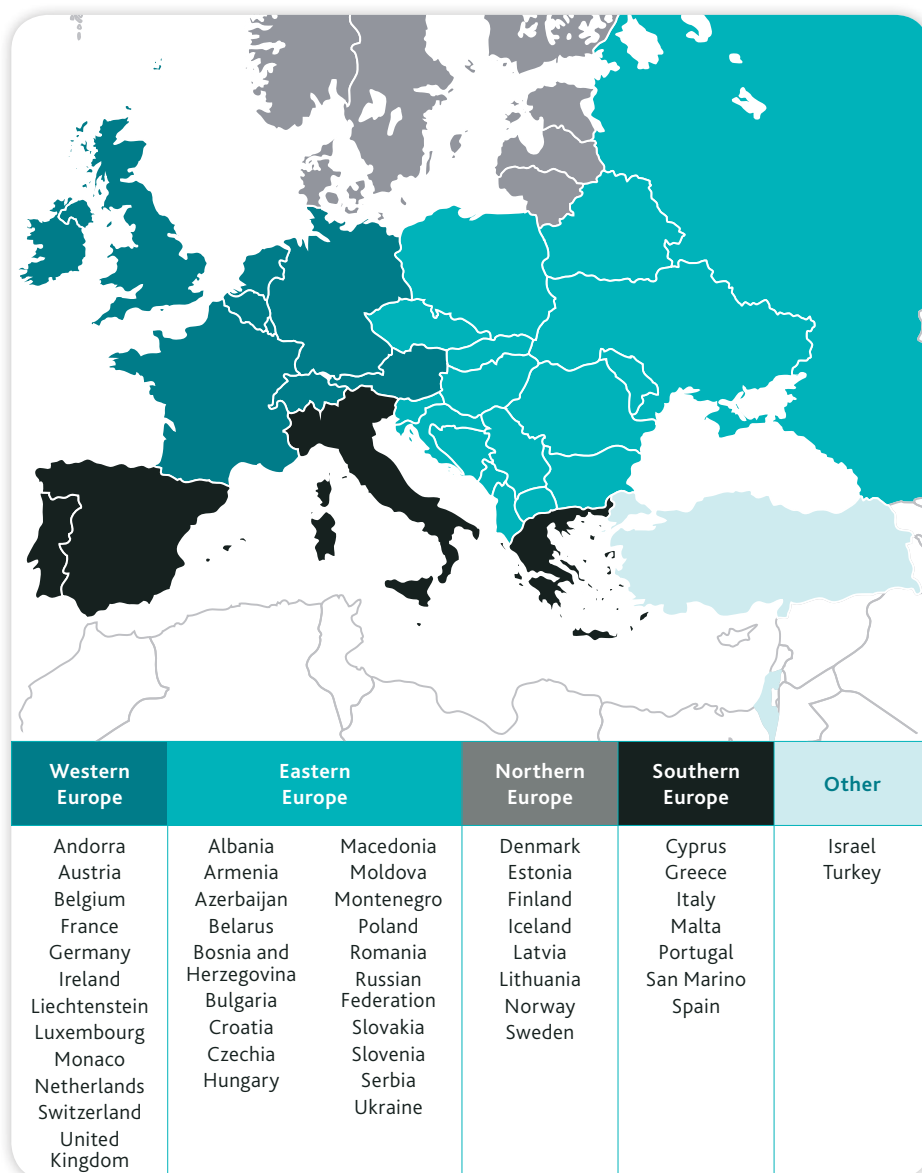 Western
Europe
Eastern
Europe
Northern
Europe
Southern
Europe
Other
Andorra
Austria
Belgium
France
Germany
Ireland
Liechtenstein
Luxembourg
Monaco
Netherlands
Switzerland
United
Kingdom
Albania
Armenia
Azerbaijan
Belarus
Bosnia and
Herzegovina
Bulgaria
Croatia
Czechia
Hungary
Macedonia
Moldova
Montenegro
Poland
Romania
Russian
Federation
Slovakia
Slovenia
Serbia
Ukraine
Denmark
Estonia
Finland
Iceland
Latvia
Lithuania
Norway
Sweden
Cyprus
Greece
Italy
Malta
Portugal
San Marino
Spain
Israel
Turkey